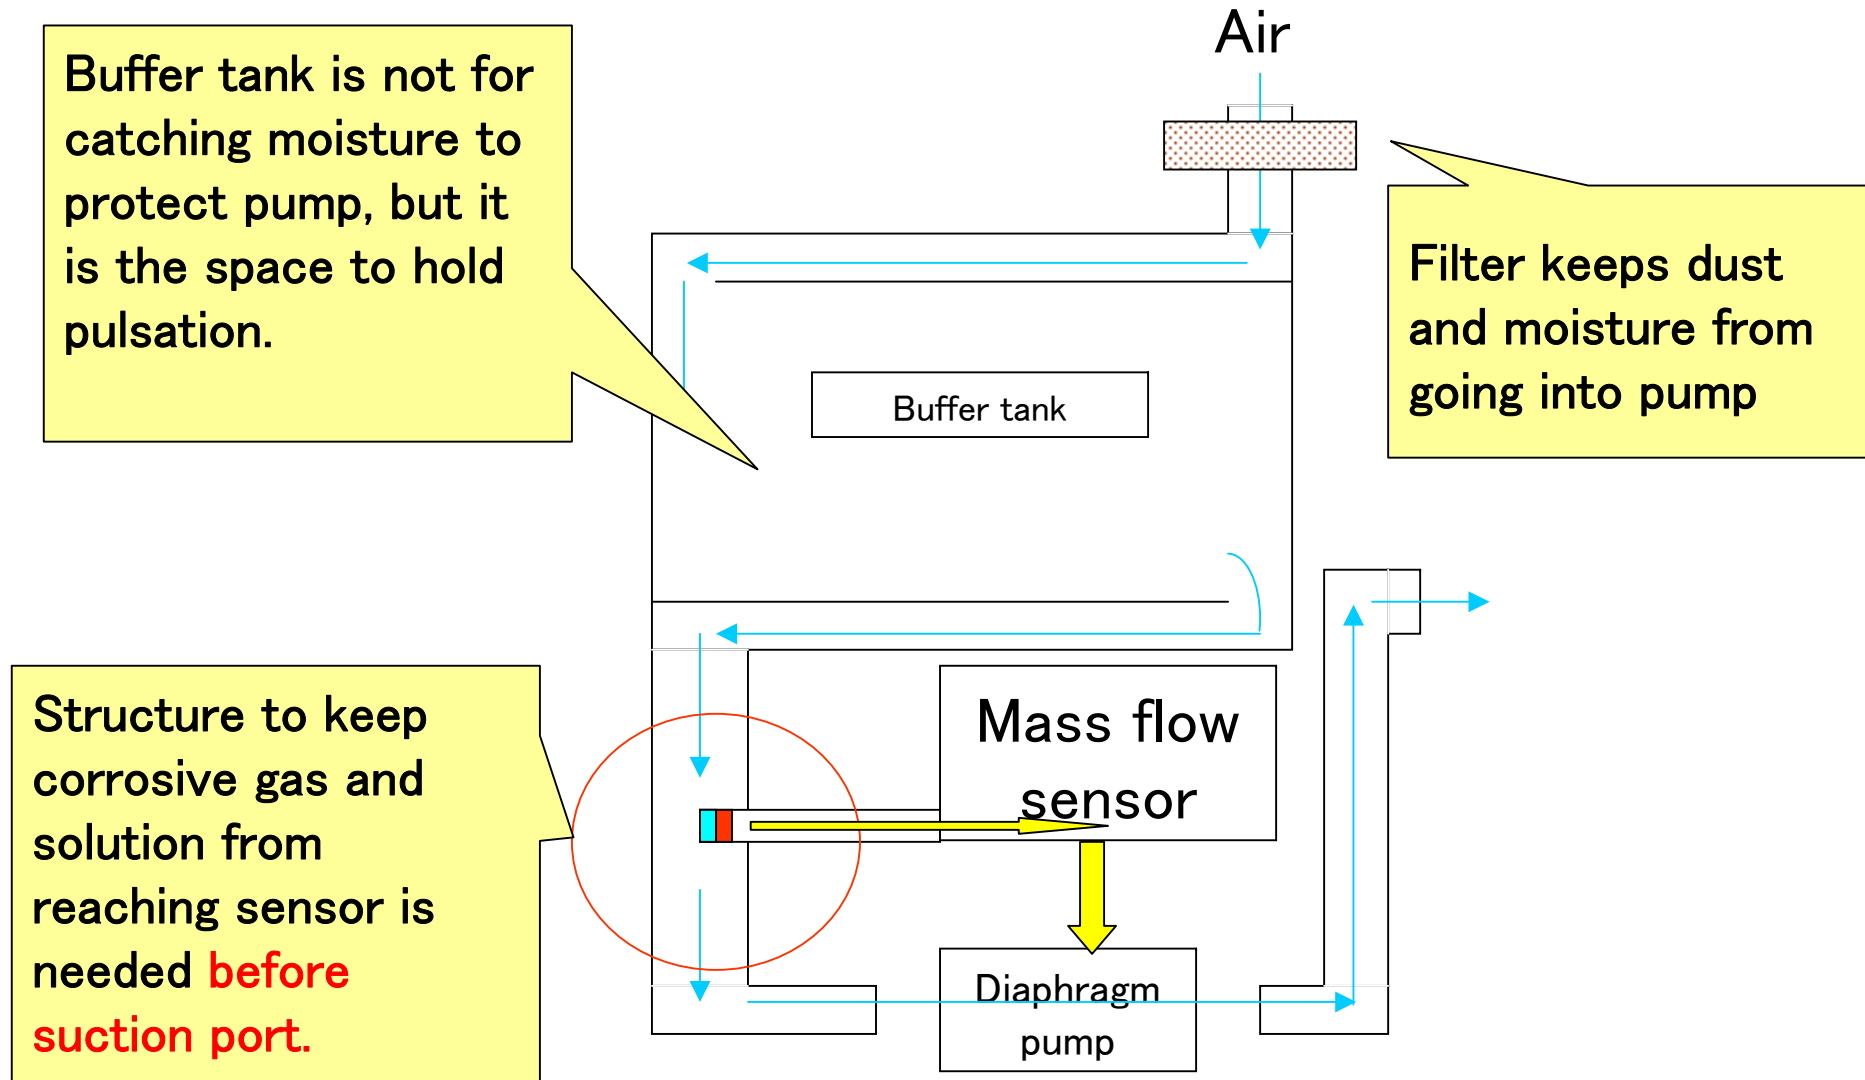 Air
Buffer tank is not for
catching moisture to
protect pump, but it
is the space to hold
pulsation.
Filter keeps dust
and moisture from
going into pump
Buffer tank
Structure to keep
corrosive gas and
solution from
reaching sensor is
needed before
suction port.
Mass flow
sensor
Diaphragm
pump